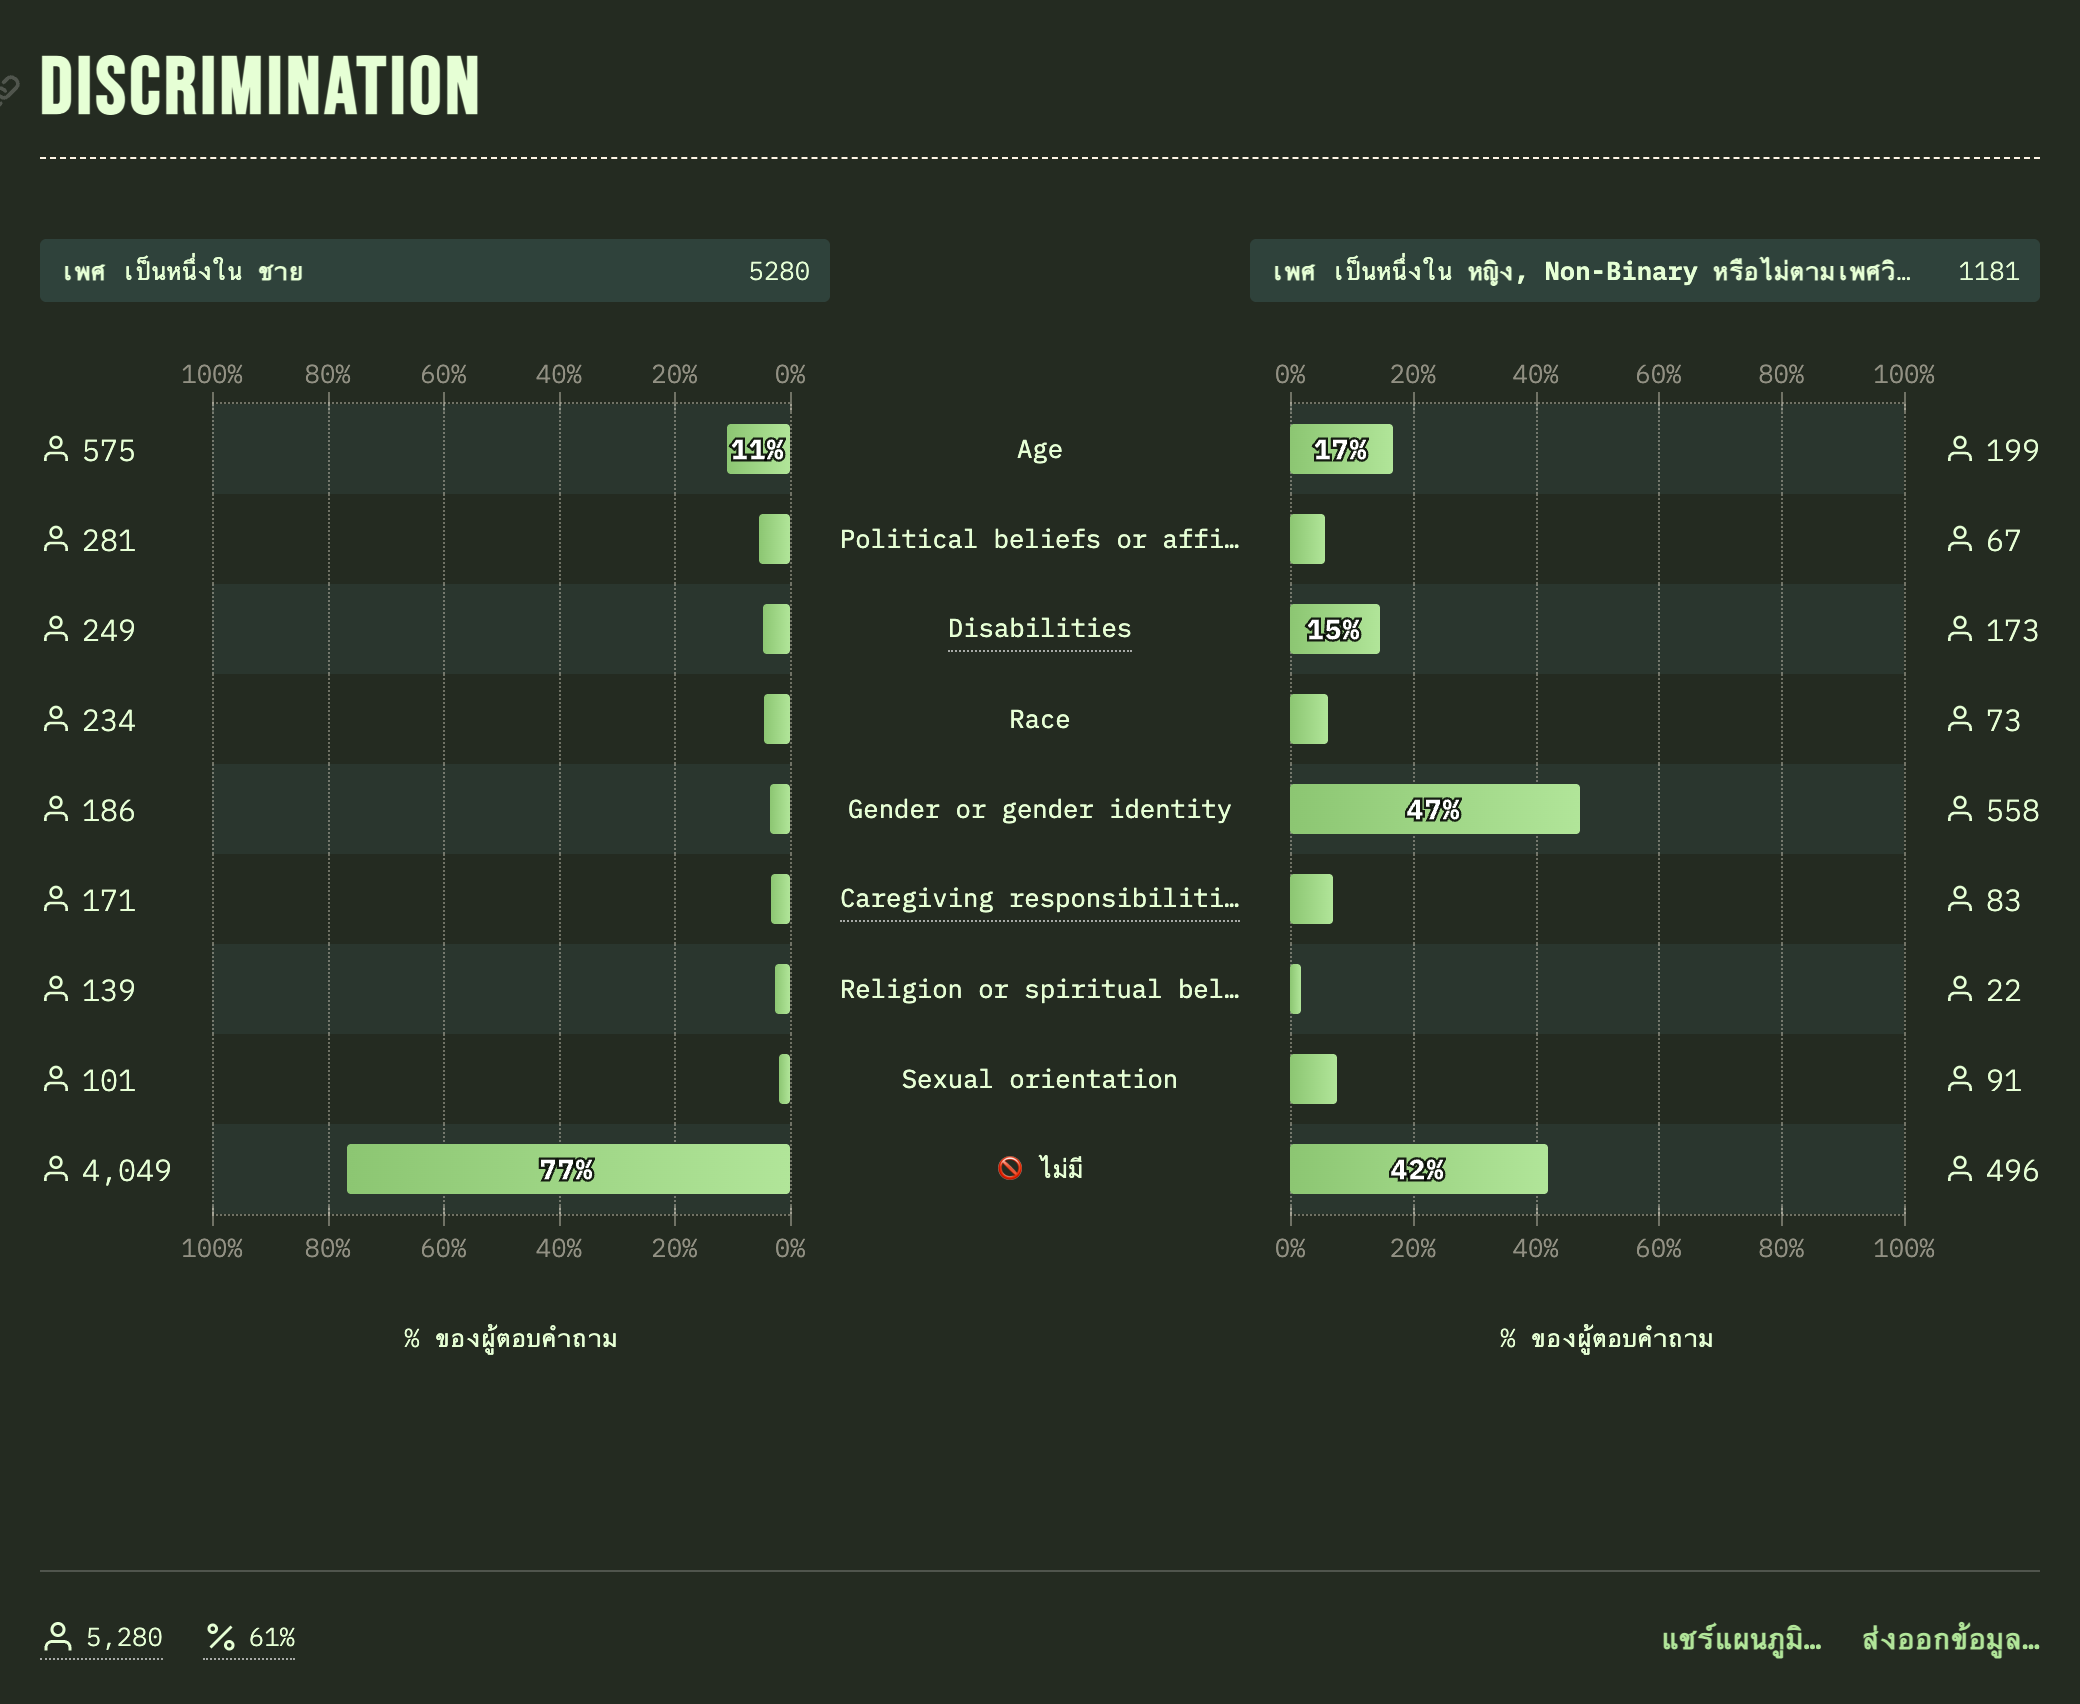 DISCRIMINATION
เพศ เป็นหนึ่งใน ชาย 5280
เพศ เป็นหนึ่งใน หญิง, Non-Binary หรือไม่ตามเพศวิ… 1181
100% 80% 60% 40% 20% 0% 0% 20% 40% 60% 80% 100%
575 11% Age 17% 199
281 Political beliefs or affi… 67
249 Disabilities 15% 173
234 Race 73
186 Gender or gender identity 47% 558
171 Caregiving responsibiliti… 83
139 Religion or spiritual bel… 22
101 Sexual orientation 91
4,049 77% ไม่มี 42% 496
100% 80% 60% 40% 20% 0% 0% 20% 40% 60% 80% 100%
% ของผู้ตอบคำถาม % ของผู้ตอบคำถาม
5,280 % 61% แชร์แผนภูมิ… ส่งออกข้อมูล…